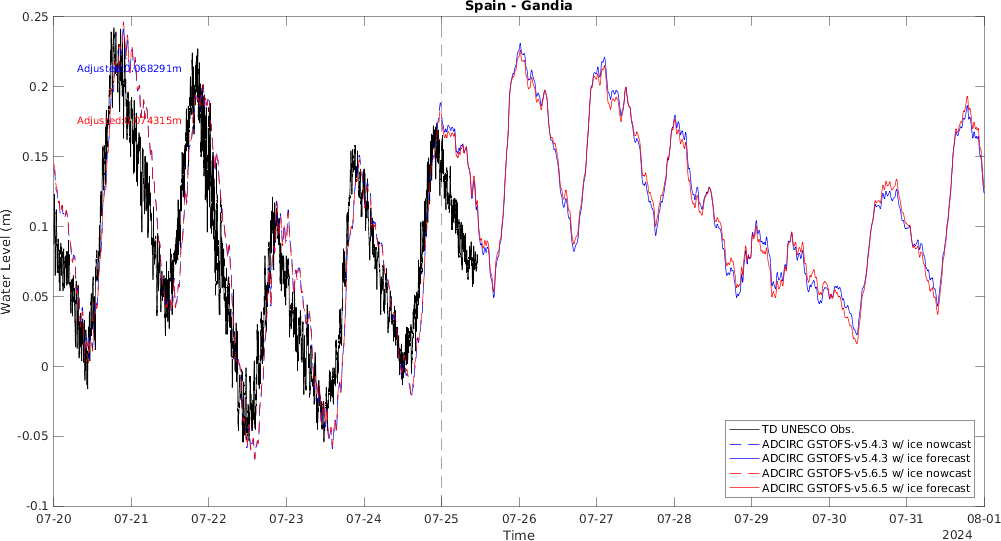 Spain - Gandia
0.25
0.2
0.15
0.1
0.05
0
-0.05
-0.1
Water Level (m)
Adjusted:0.068291m
Adjusted:0.074315m
TD UNESCO Obs.
ADCIRC GSTOFS-v5.4.3 w/ ice nowcast
ADCIRC GSTOFS-v5.4.3 w/ ice forecast
ADCIRC GSTOFS-v5.6.5 w/ ice nowcast
ADCIRC GSTOFS-v5.6.5 w/ ice forecast
07-20 07-21 07-22 07-23 07-24 07-25 07-26 07-27 07-28 07-29 07-30 07-31 08-01
Time
2024